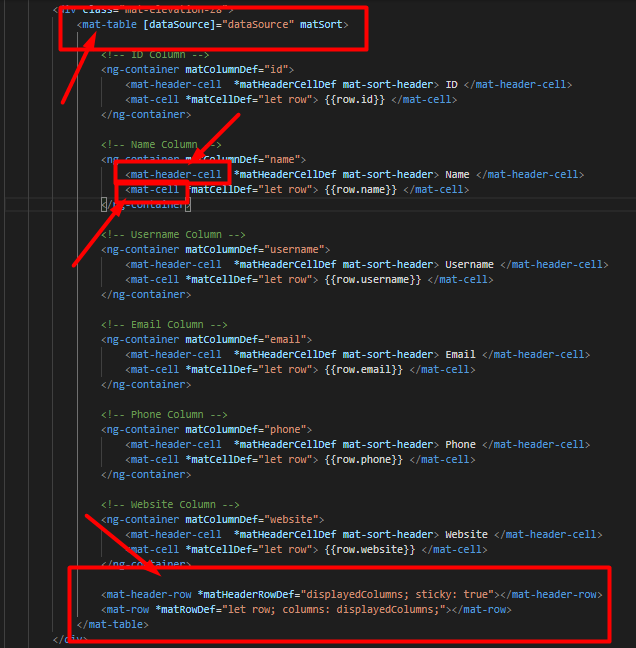 <div class="mat-elevation-z8">
<mat-table [dataSource]="dataSource" matSort>
<!-- ID Column -->
<ng-container matColumnDef="id">
<mat-header-cell *matHeaderCellDef mat-sort-header> ID </mat-header-cell>
<mat-cell *matCellDef="let row"> {{row.id}} </mat-cell>
</ng-container>
<!-- Name Column -->
<ng-container matColumnDef="name">
<mat-header-cell *matHeaderCellDef mat-sort-header> Name </mat-header-cell>
<mat-cell *matCellDef="let row"> {{row.name}} </mat-cell>
</ng-container>
<!-- Username Column -->
<ng-container matColumnDef="username">
<mat-header-cell *matHeaderCellDef mat-sort-header> Username </mat-header-cell>
<mat-cell *matCellDef="let row"> {{row.username}} </mat-cell>
</ng-container>
<!-- Email Column -->
<ng-container matColumnDef="email">
<mat-header-cell *matHeaderCellDef mat-sort-header> Email </mat-header-cell>
<mat-cell *matCellDef="let row"> {{row.email}} </mat-cell>
</ng-container>
<!-- Phone Column -->
<ng-container matColumnDef="phone">
<mat-header-cell *matHeaderCellDef mat-sort-header> Phone </mat-header-cell>
<mat-cell *matCellDef="let row"> {{row.phone}} </mat-cell>
</ng-container>
<!-- Website Column -->
<ng-container matColumnDef="website">
<mat-header-cell *matHeaderCellDef mat-sort-header> Website </mat-header-cell>
<mat-cell *matCellDef="let row"> {{row.website}} </mat-cell>
</ng-container>
<mat-header-row *matHeaderRowDef="displayedColumns; sticky: true"></mat-header-row>
<mat-row *matRowDef="let row; columns: displayedColumns;"></mat-row>
</mat-table>
</div>